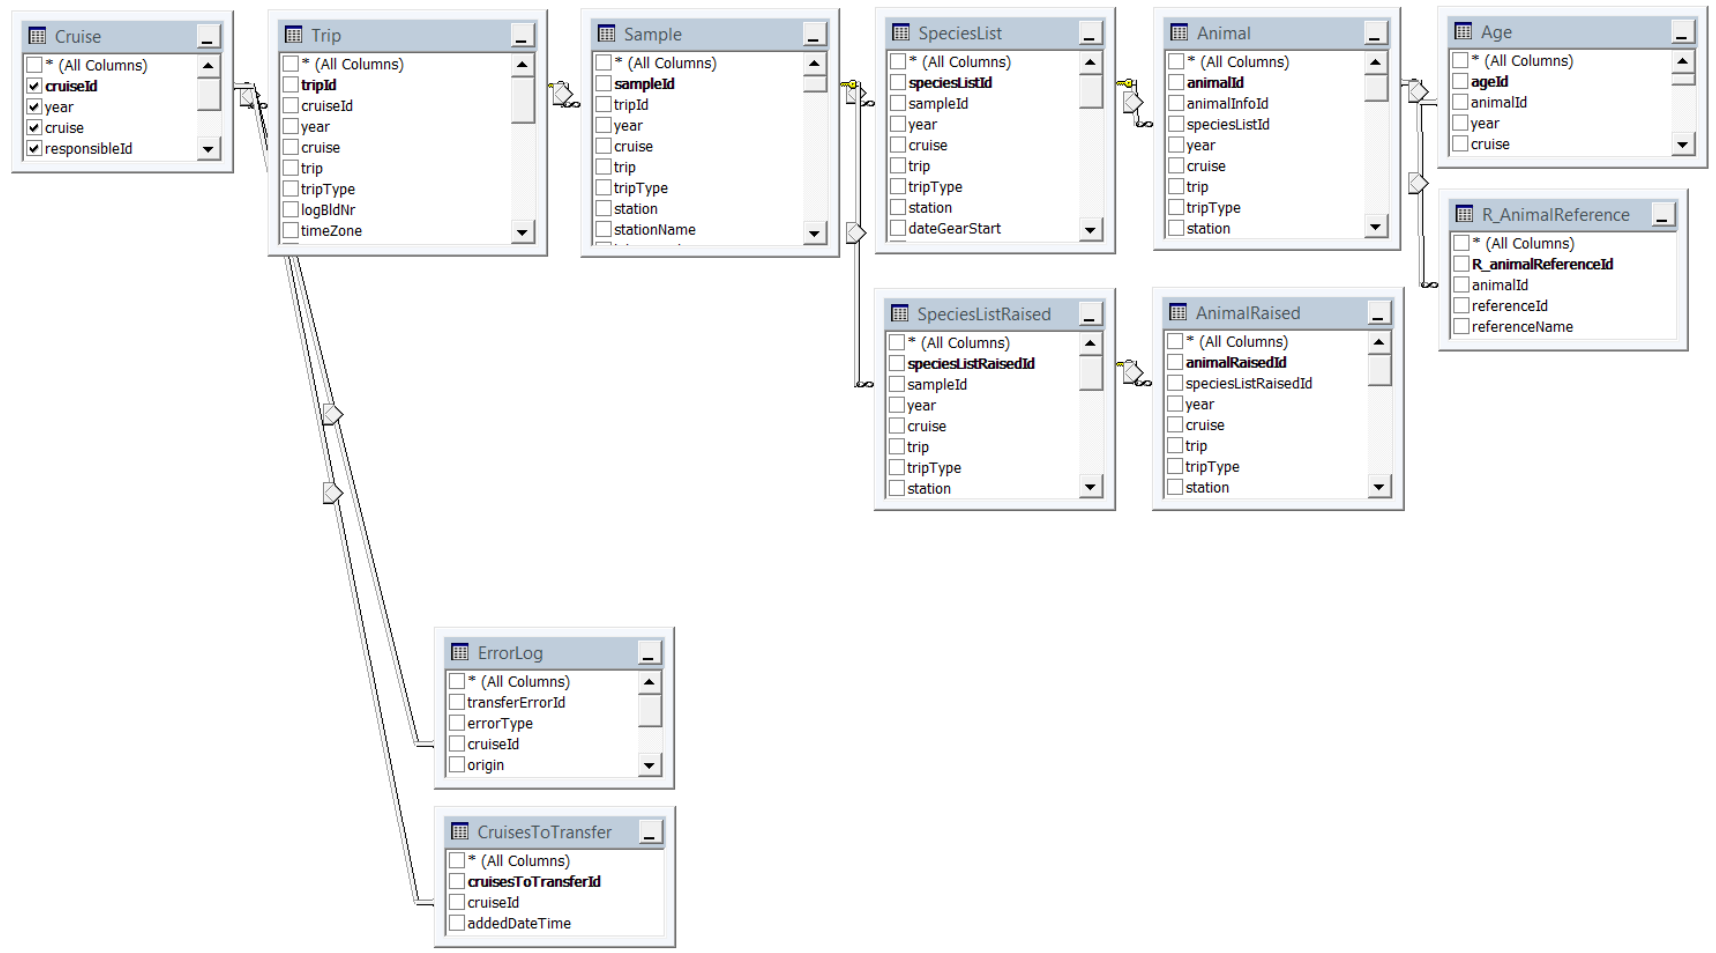 Cruise
* (All Columns)
cruiseId
year
cruise
responsibleId
Trip
* (All Columns)
tripId
cruiseId
year
cruise
trip
tripType
logBldNr
timeZone
Sample
* (All Columns)
sampleId
tripId
year
cruise
trip
tripType
station
stationName
SpeciesList
* (All Columns)
speciesListId
sampleId
year
cruise
trip
tripType
station
dateGearStart
Animal
* (All Columns)
animalId
animalInfoId
speciesListId
year
cruise
trip
tripType
station
Age
* (All Columns)
ageId
animalId
year
cruise
R_AnimalReference
* (All Columns)
R_animalReferenceId
animalId
referenceId
referenceName
SpeciesListRaised
* (All Columns)
speciesListRaisedId
sampleId
year
cruise
trip
tripType
station
AnimalRaised
* (All Columns)
animalRaisedId
speciesListRaisedId
year
cruise
trip
tripType
station
ErrorLog
* (All Columns)
transferErrorId
errorType
cruiseId
origin
CruisesToTransfer
* (All Columns)
cruisesToTransferId
cruiseId
addedDateTime